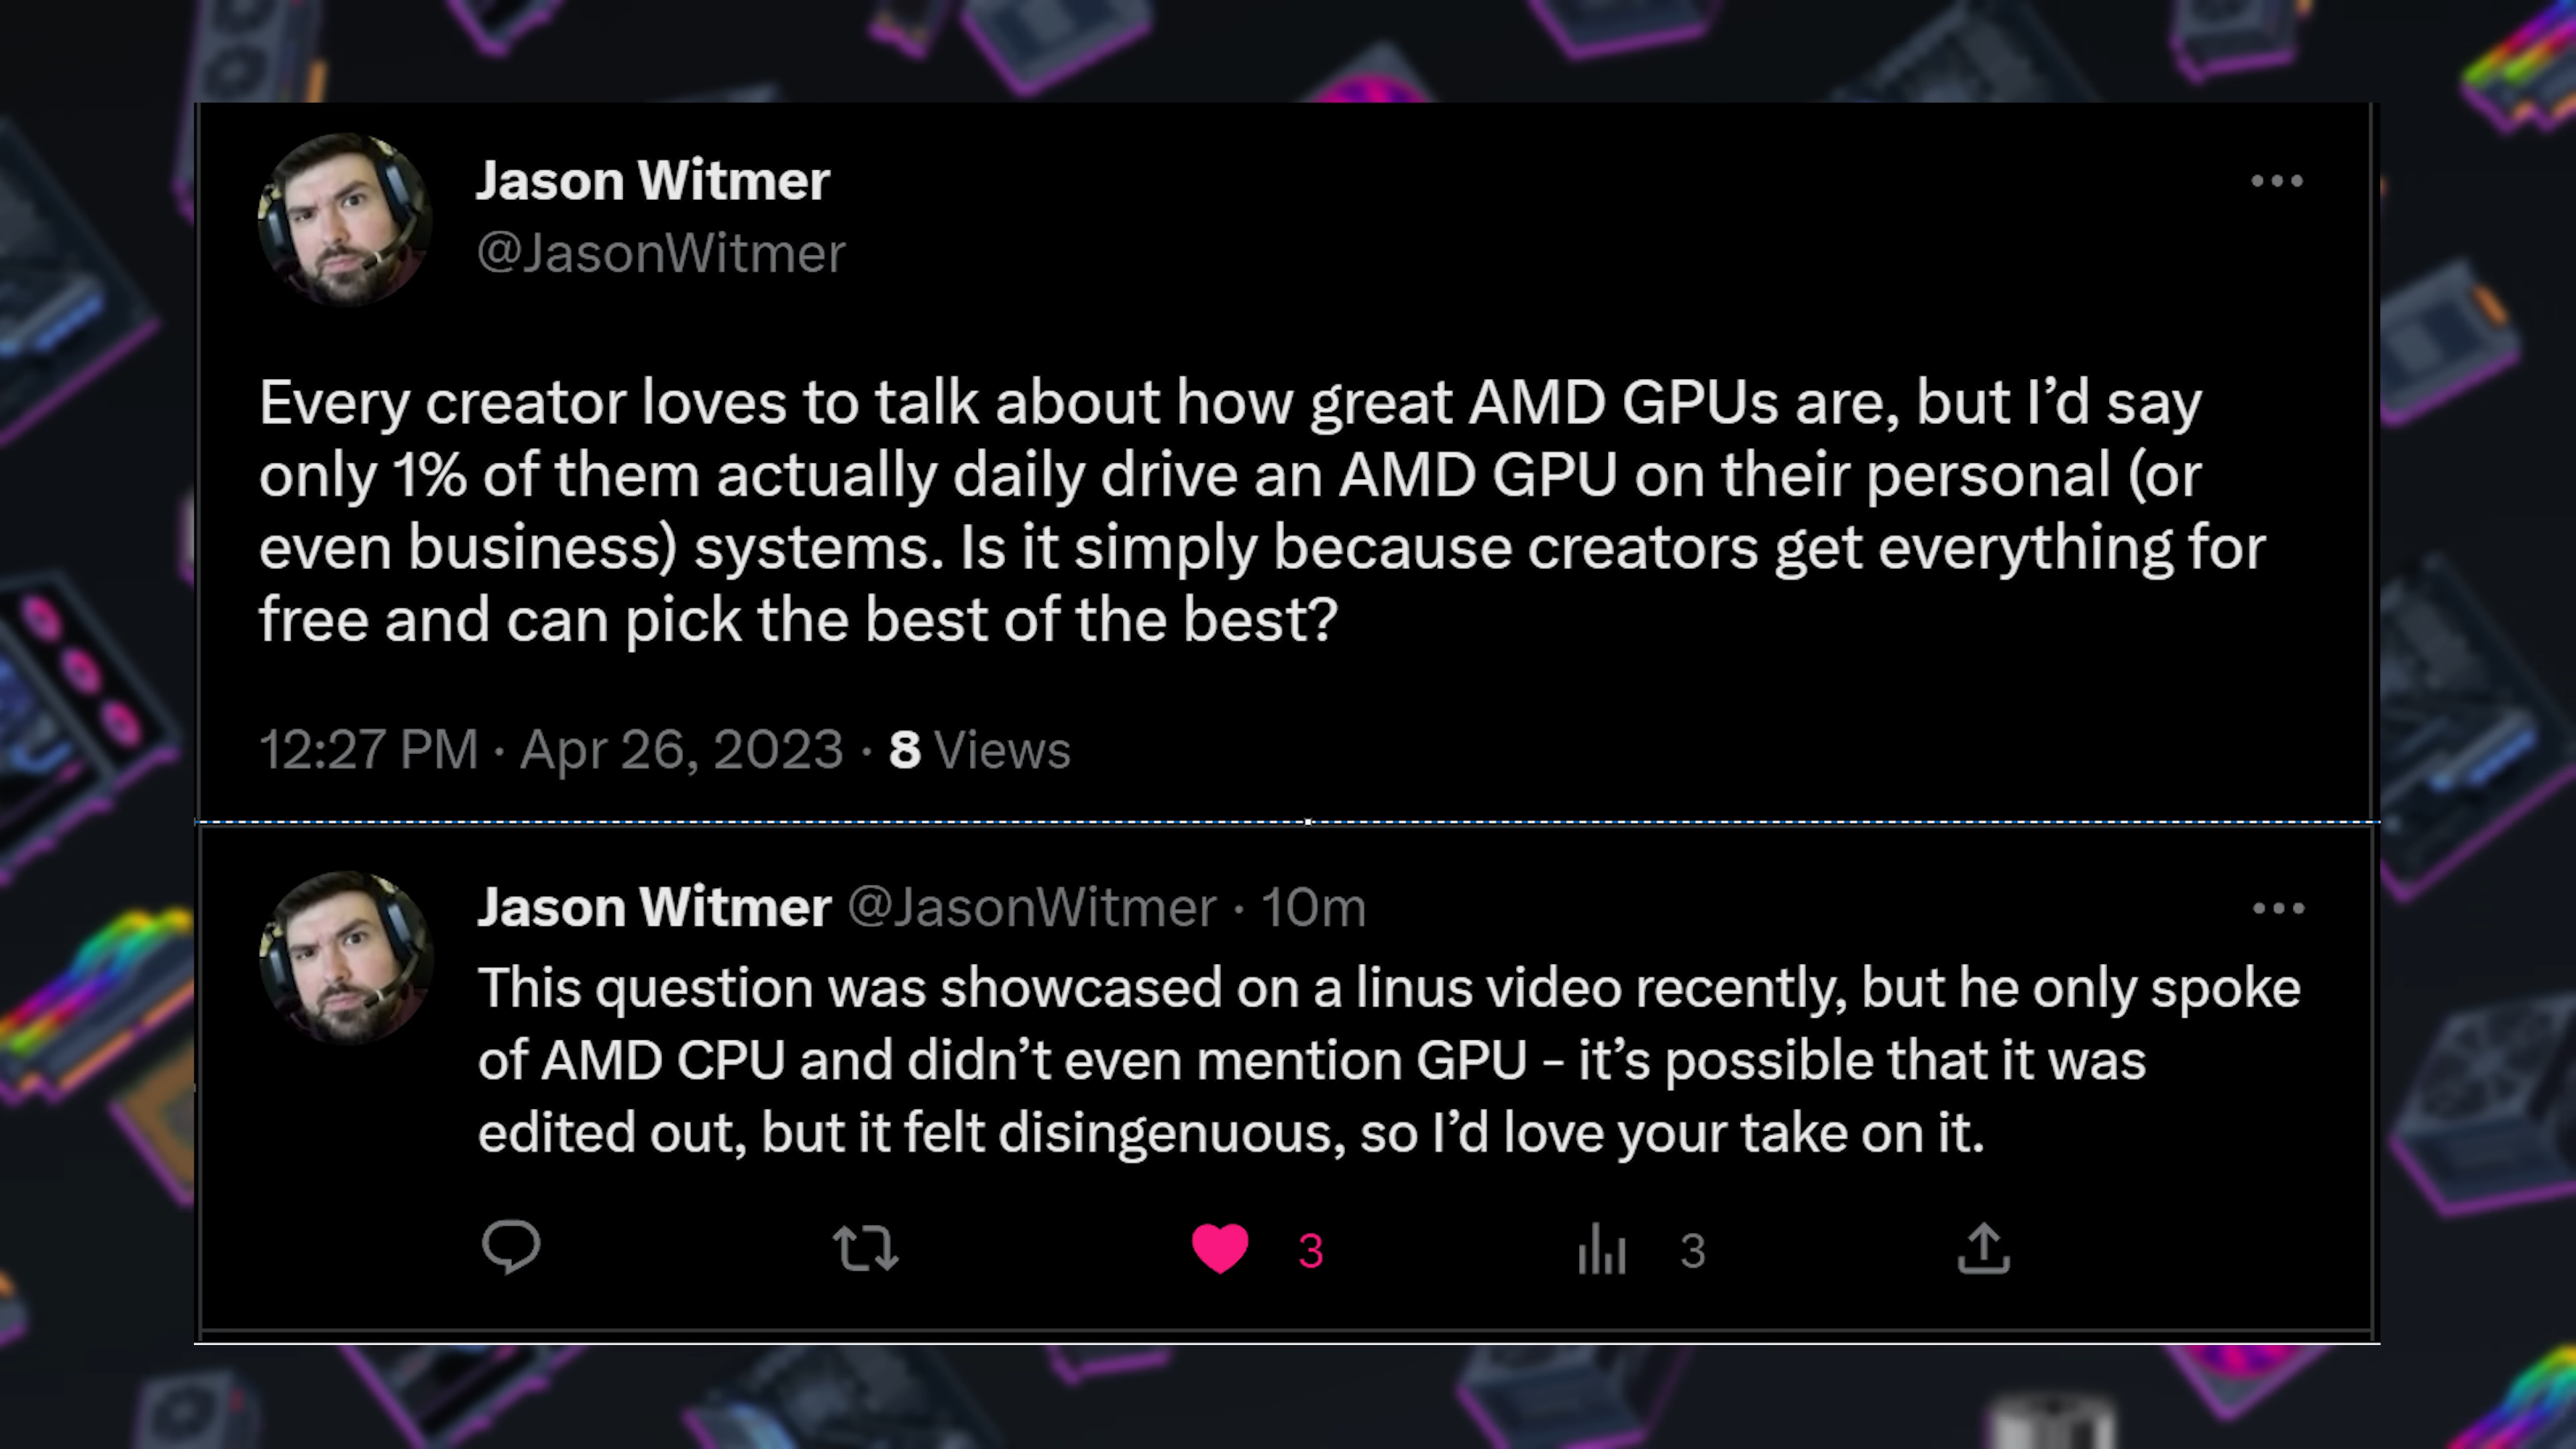 Jason Witmer
@JasonWitmer
Every creator loves to talk about how great AMD GPUs are, but I’d say
only 1% of them actually daily drive an AMD GPU on their personal (or
even business) systems. Is it simply because creators get everything for
free and can pick the best of the best?
12:27 PM · Apr 26, 2023 · 8 Views
Jason Witmer @JasonWitmer · 10m
This question was showcased on a linus video recently, but he only spoke
of AMD CPU and didn’t even mention GPU – it’s possible that it was
edited out, but it felt disingenuous, so I’d love your take on it.
3 3